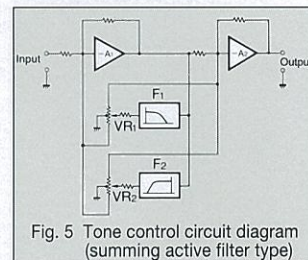 Input
-A₁
-A₂
Output
F₁
VR₁
F₂
VR₂
Fig. 5 Tone control circuit diagram
(summing active filter type)